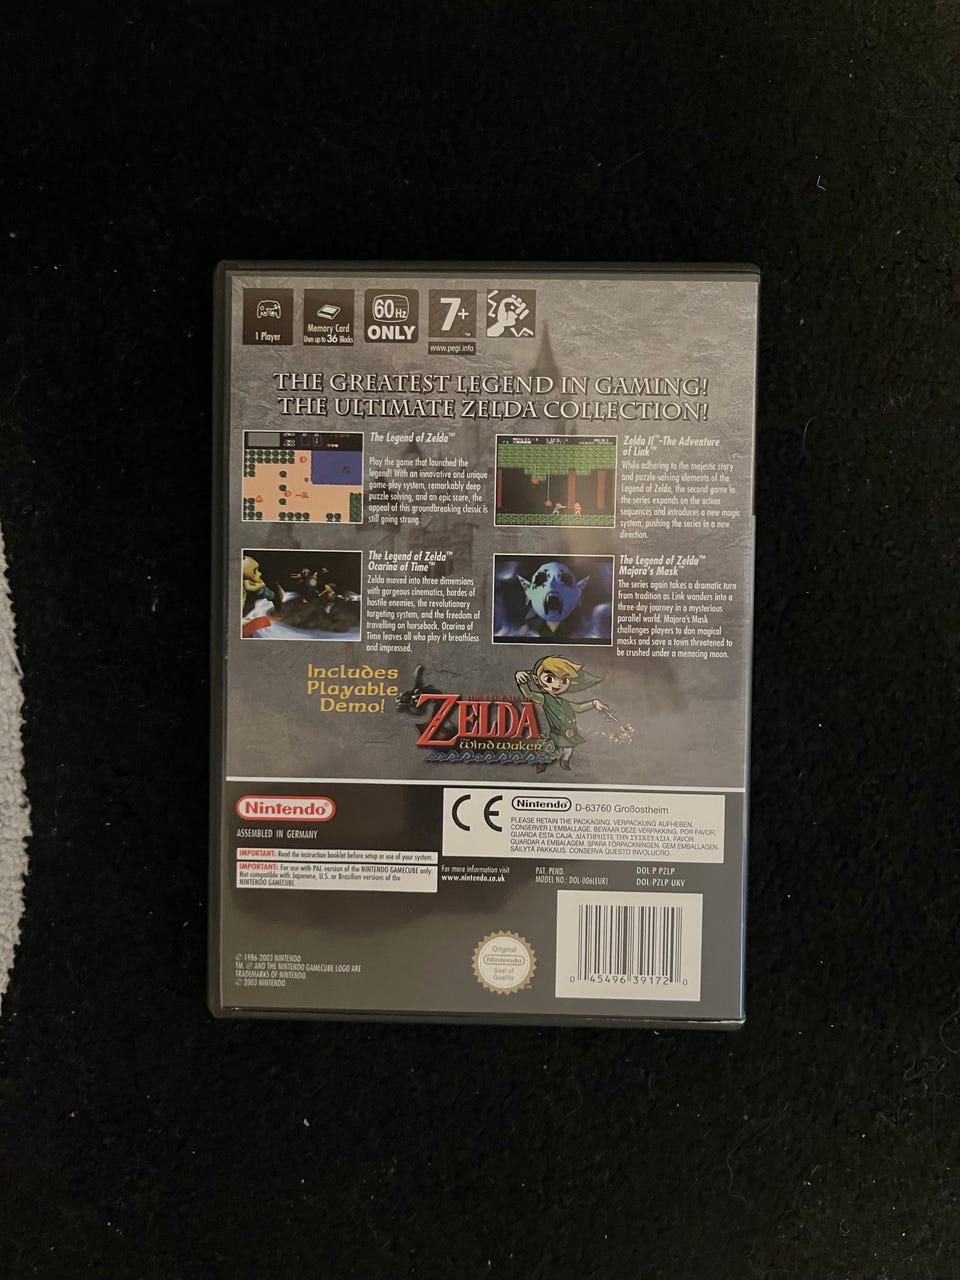 1 Player
Memory Card
Uses up to 36 Blocks
60Hz
ONLY
7+
™
www.pegi.info
THE GREATEST LEGEND IN GAMING!
THE ULTIMATE ZELDA COLLECTION!
The Legend of Zelda™
Play the game that launched the
legend! With an innovative and unique
game-play system, remarkably deep
puzzle solving, and an epic score, the
appeal of this groundbreaking classic is
still going strong.
Zelda II™-The Adventure
of Link™
While adhering to the majestic story
and puzzle-solving elements of The
Legend of Zelda, the second game in
the series expands on the action
sequences and introduces a new magic
system, pushing the series in a new
direction.
The Legend of Zelda™
Ocarina of Time™
Zelda moved into three dimensions
with gorgeous cinematics, hordes of
hostile enemies, the revolutionary
targeting system, and the freedom of
travelling on horseback. Ocarina of
Time leaves all who play it breathless
and impressed.
The Legend of Zelda™
Majora's Mask™
The series again takes a dramatic turn
from tradition as Link wanders into a
three-day journey in a mysterious
parallel world. Majora's Mask
challenges players to don magical
masks and save a town threatened to
be crushed under a menacing moon.
Includes
Playable
Demo!
THE LEGEND OF
ZELDA
The Wind Waker
Nintendo®
ASSEMBLED IN GERMANY
IMPORTANT: Read the instruction booklet before setup or use of your system.
IMPORTANT: For use with PAL version of the NINTENDO GAMECUBE only.
Not compatible with Japanese, U.S. or Brazilian versions of the
NINTENDO GAMECUBE.
CE
Nintendo® D-63760 Großostheim
PLEASE RETAIN THE PACKAGING. VERPACKUNG AUFHEBEN.
CONSERVER L'EMBALLAGE. BEWAAR DEZE VERPAKKING. POR FAVOR,
GUARDA ESTA CAJA. ΔΙΑΤΗΡΗΣΤΕ ΤΗΝ ΣΥΣΚΕΥΑΣΙΑ. FAVOR
GUARDAR A EMBALAGEM. SPARA FÖRPACKNINGEN. GEM EMBALLAGEN.
SÄILYTÄ PAKKAUS. CONSERVA QUESTO INVOLUCRO.
For more information visit
www.nintendo.co.uk
PAT. PEND.
MODEL NO.: DOL-006(EUR)
DOL P PZLP
DOL-PZLP-UKV
© 1986-2003 NINTENDO
TM, ® AND THE NINTENDO GAMECUBE LOGO ARE
TRADEMARKS OF NINTENDO.
© 2003 NINTENDO.
Original
Nintendo
Seal of
Quality
0 45496 39172 0